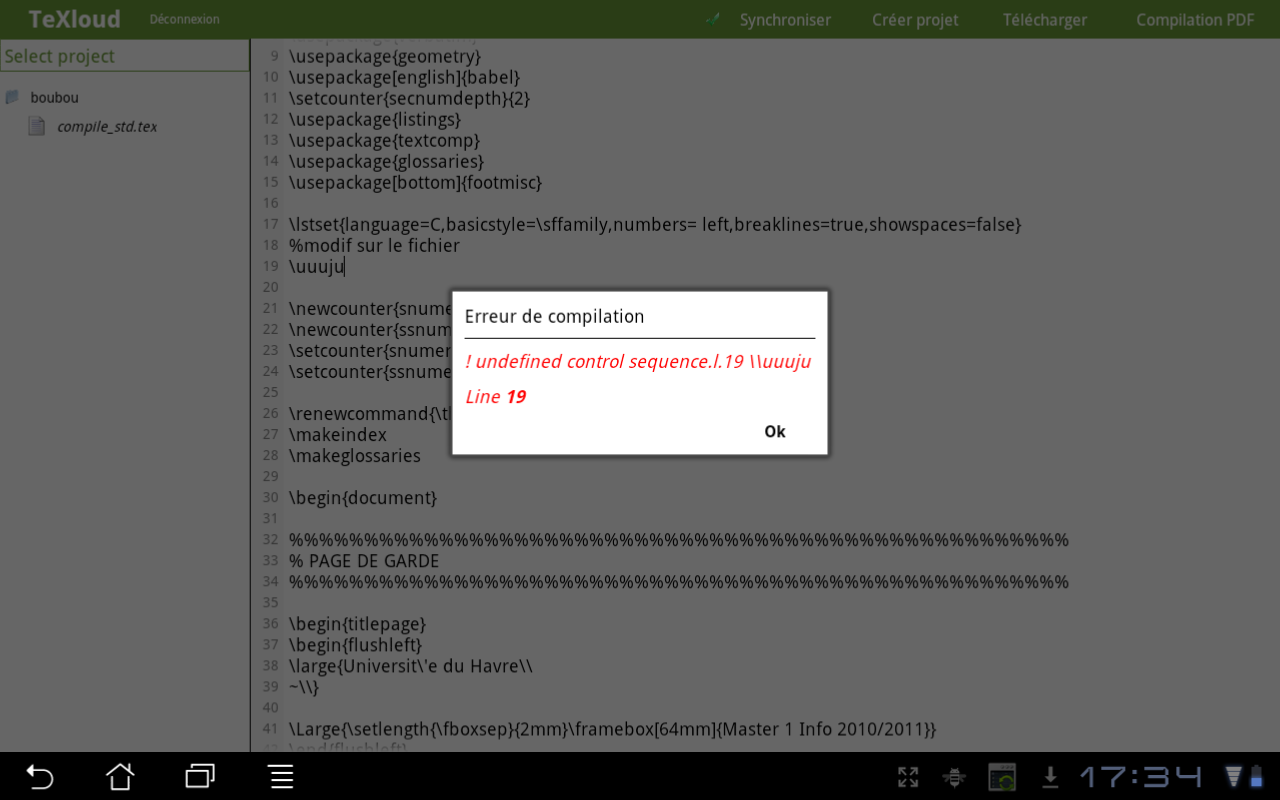 TeXloud Déconnexion Synchroniser Créer projet Télécharger Compilation PDF
Select project
boubou
compile_std.tex
9 \usepackage{geometry}
10 \usepackage[english]{babel}
11 \setcounter{secnumdepth}{2}
12 \usepackage{listings}
13 \usepackage{textcomp}
14 \usepackage{glossaries}
15 \usepackage[bottom]{footmisc}
16
17 \lstset{language=C,basicstyle=\sffamily,numbers= left,breaklines=true,showspaces=false}
18 %modif sur le fichier
19 \uuuju
20
21 \newcounter{snume
22 \newcounter{ssnum
23 \setcounter{snumer
24 \setcounter{ssnume
25
26 \renewcommand{\t
27 \makeindex
28 \makeglossaries
29
30 \begin{document}
31
32 %%%%%%%%%%%%%%%%%%%%%%%%%%%%%%%%%%%%%%%%%%%%%%%%%%%%
33 % PAGE DE GARDE
34 %%%%%%%%%%%%%%%%%%%%%%%%%%%%%%%%%%%%%%%%%%%%%%%%%%%%
35
36 \begin{titlepage}
37 \begin{flushleft}
38 \large{Universit\'e du Havre\\
39 ~\\}
40
41 \Large{\setlength{\fboxsep}{2mm}\framebox[64mm]{Master 1 Info 2010/2011}}
42 \end{flushleft}
Erreur de compilation
! undefined control sequence.l.19 \\uuuju
Line 19
Ok
17:34